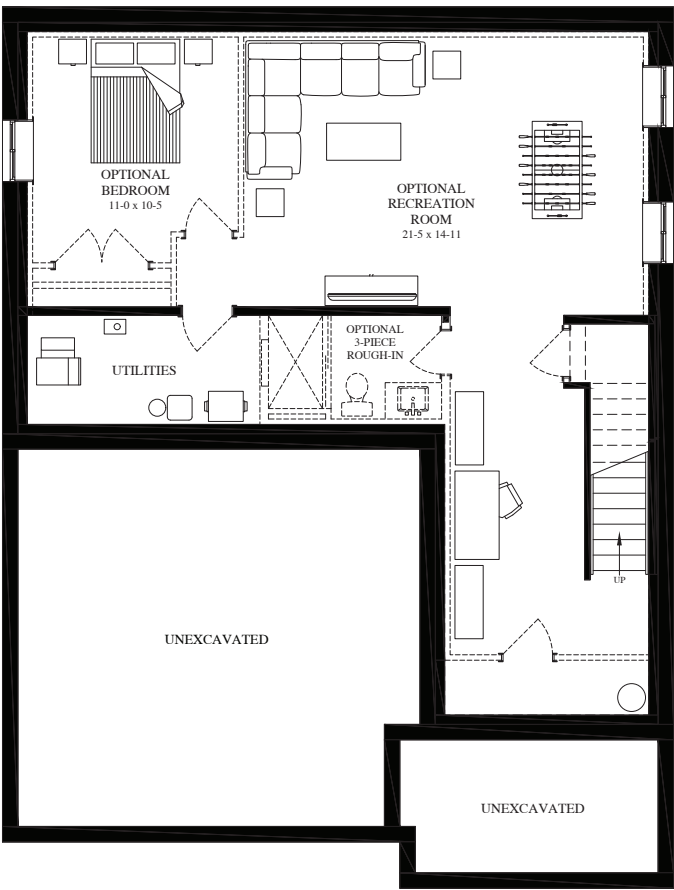 OPTIONAL
BEDROOM
11-0 x 10-5
OPTIONAL
RECREATION
ROOM
21-5 x 14-11
OPTIONAL
3-PIECE
ROUGH-IN
UTILITIES
UP
UNEXCAVATED
UNEXCAVATED